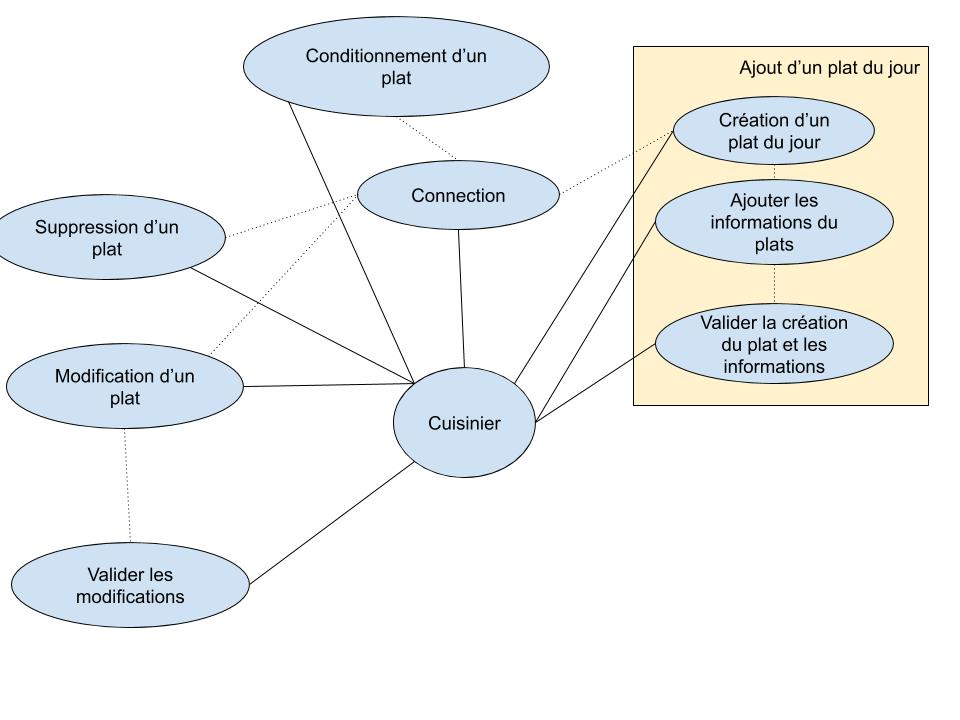 Conditionnement d'un
plat
Ajout d'un plat du jour
Création d'un
plat du jour
Connection
Ajouter les
informations du
plats
Suppression d'un
plat
Valider la création
du plat et les
informations
Modification d'un
plat
Cuisinier
Valider les
modifications